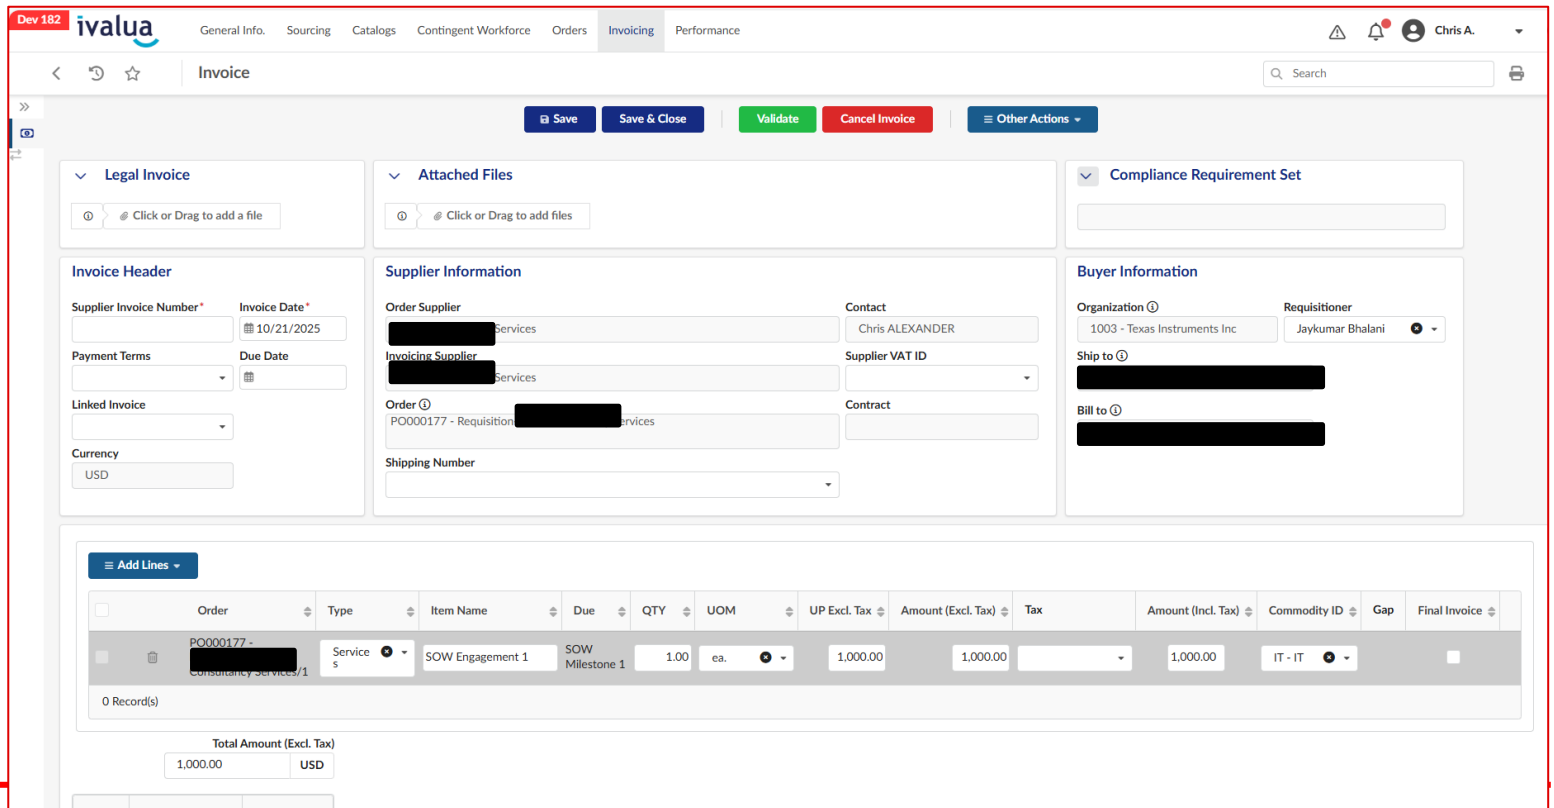 Dev 182
ivalua
General Info. Sourcing Catalogs Contingent Workforce Orders Invoicing Performance
Chris A.
Invoice
Search
Save Save & Close Validate Cancel Invoice Other Actions
Legal Invoice
Click or Drag to add a file
Attached Files
Click or Drag to add files
Compliance Requirement Set
Invoice Header
Supplier Invoice Number* Invoice Date*
10/21/2025
Payment Terms Due Date
Linked Invoice
Currency
USD
Supplier Information
Order Supplier Contact
Services Chris ALEXANDER
Invoicing Supplier Supplier VAT ID
Services
Order Contract
PO000177 - Requisition ervices
Shipping Number
Buyer Information
Organization Requisitioner
1003 - Texas Instruments Inc Jaykumar Bhalani
Ship to
Bill to
Add Lines
Order Type Item Name Due QTY UOM UP Excl. Tax Amount (Excl. Tax) Tax Amount (Incl. Tax) Commodity ID Gap Final Invoice
PO000177 -
Consultancy Services/1
Service
s
SOW Engagement 1
SOW
Milestone 1
1.00 ea. 1,000.00 1,000.00 1,000.00 IT - IT
0 Record(s)
Total Amount (Excl. Tax)
1,000.00 USD